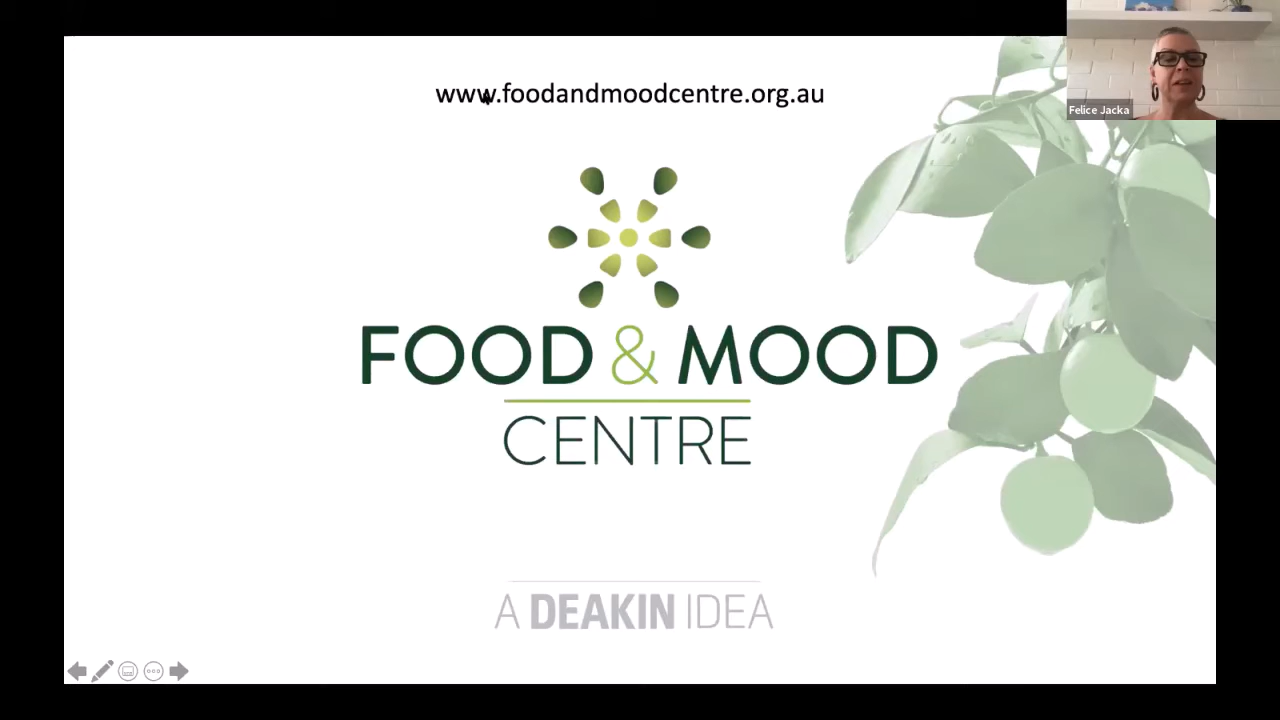 www.foodandmoodcentre.org.au
Felice Jacka
FOOD & MOOD
CENTRE
A DEAKIN IDEA